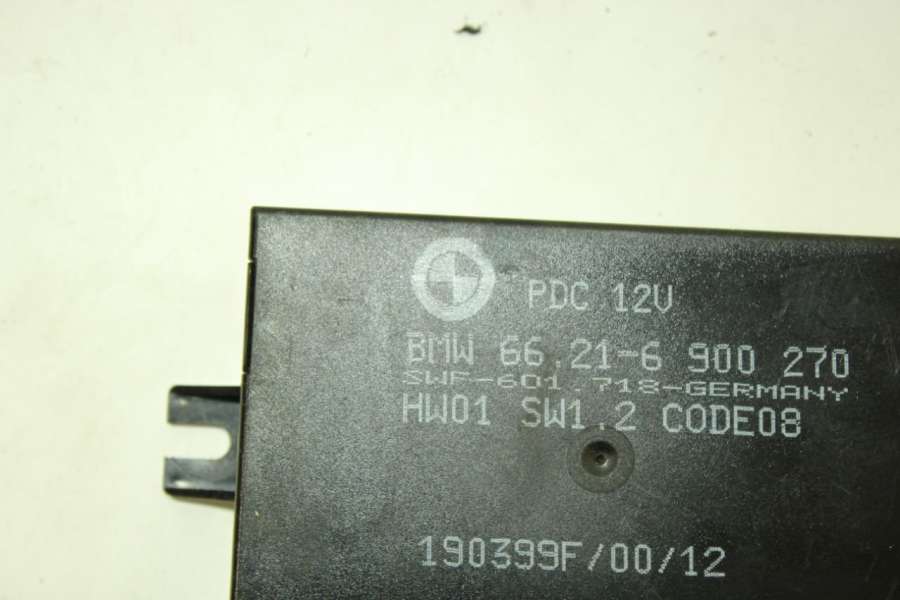 PDC 12V
BMW 66.21-6 900 270
SWF-601.718-GERMANY
HW01 SW1.2 CODE08
190399F/00/12